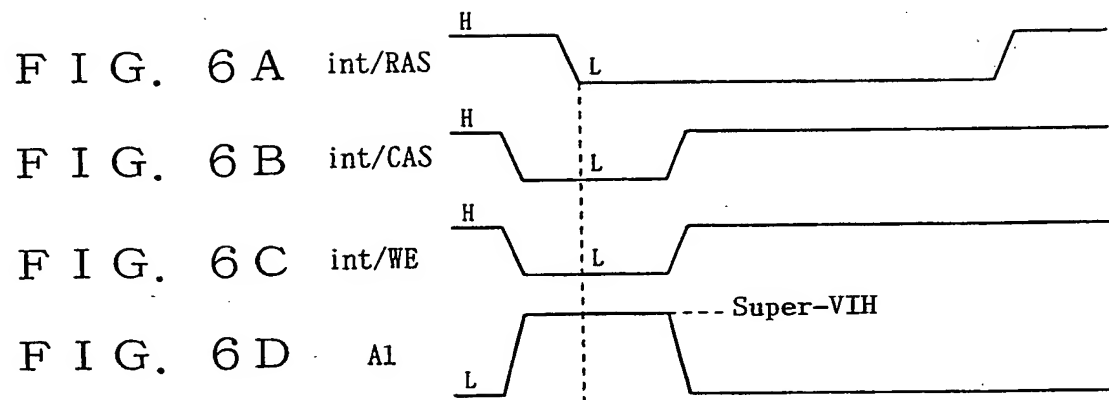 H
FIG. 6A int/RAS L
H
FIG. 6B int/CAS L
H
FIG. 6C int/WE L
Super-VIH
FIG. 6D A1
L